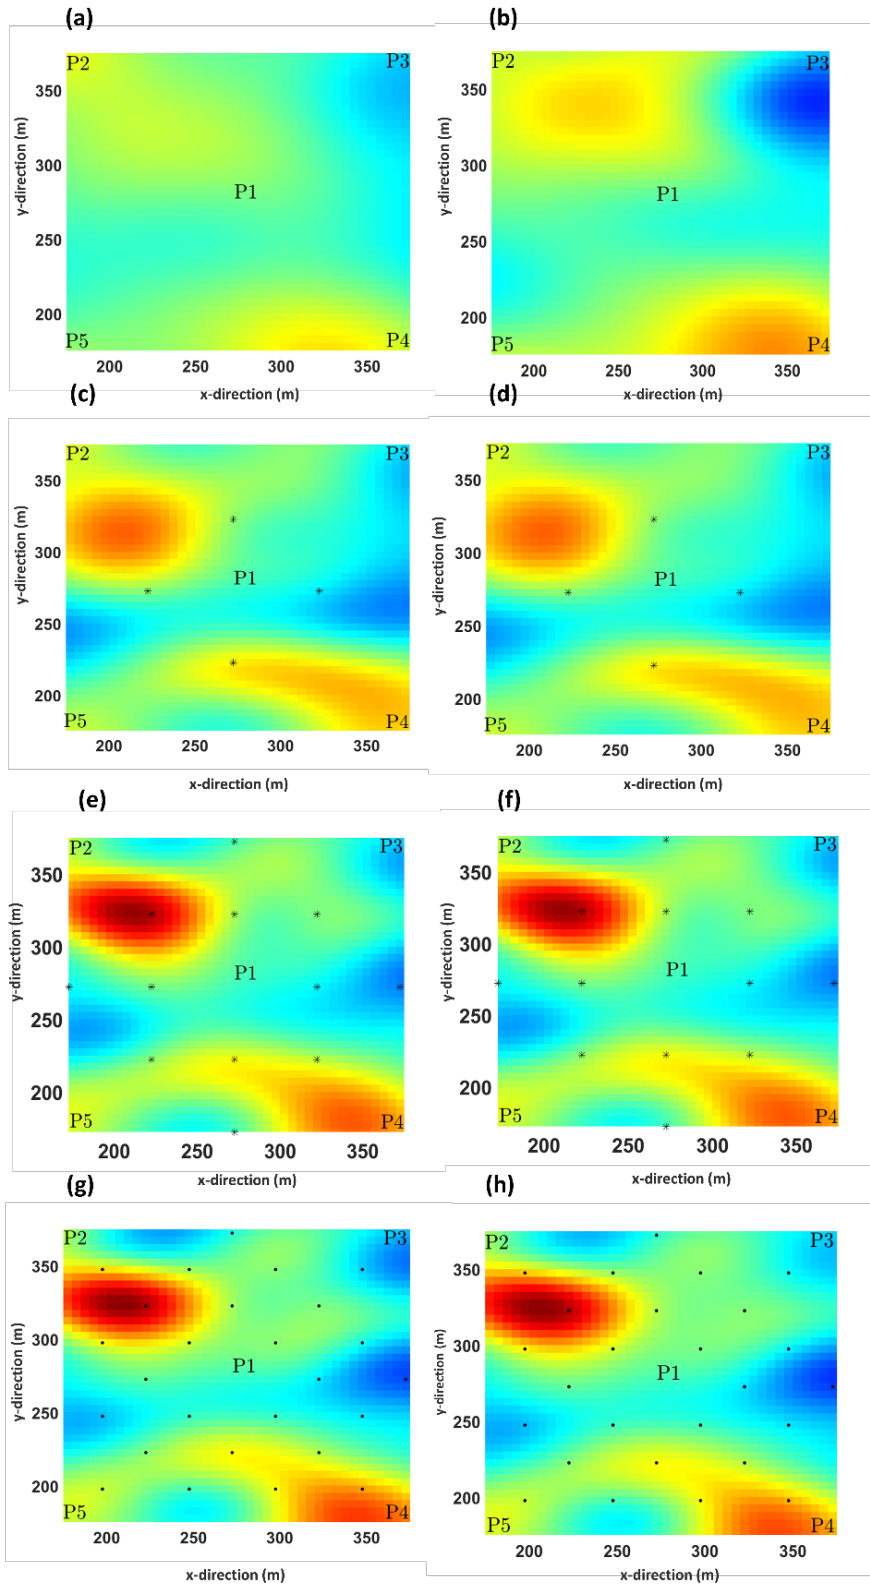 (a)
P2 P3
350
300
P1
250
200
P5 P4
y-direction (m)
200 250 300 350
x-direction (m)
(b)
P2 P3
350
300
P1
250
200
P5 P4
y-direction (m)
200 250 300 350
x-direction (m)
(c)
P2 P3
350
300
P1
250
200
P5 P4
y-direction (m)
200 250 300 350
x-direction (m)
(d)
P2 P3
350
300
P1
250
200
P5 P4
y-direction (m)
200 250 300 350
x-direction (m)
(e)
P2 P3
350
300
P1
250
200
P5 P4
y-direction (m)
200 250 300 350
x-direction (m)
(f)
P2 P3
350
300
P1
250
200
P5 P4
y-direction (m)
200 250 300 350
x-direction (m)
(g)
P2 P3
350
300
P1
250
200
P5 P4
y-direction (m)
200 250 300 350
x-direction (m)
(h)
P2 P3
350
300
P1
250
200
P5 P4
y-direction (m)
200 250 300 350
x-direction (m)